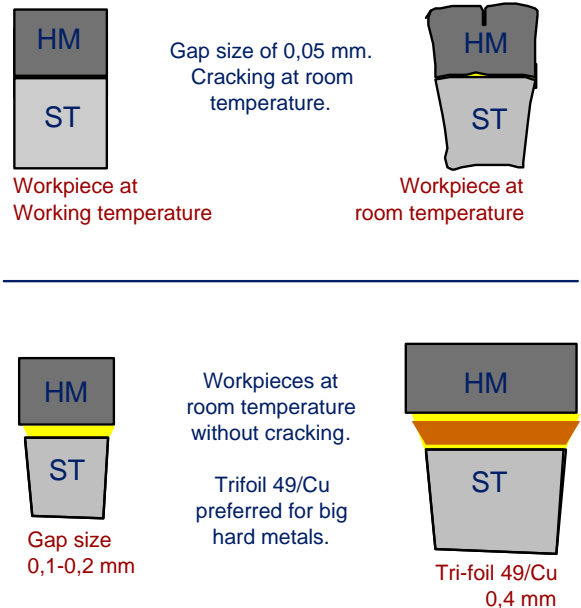 HM
ST
Workpiece at
Working temperature
Gap size of 0,05 mm.
Cracking at room
temperature.
HM
ST
Workpiece at
room temperature
HM
ST
Gap size
0,1-0,2 mm
Workpieces at
room temperature
without cracking.
Trifoil 49/Cu
preferred for big
hard metals.
HM
ST
Tri-foil 49/Cu
0,4 mm